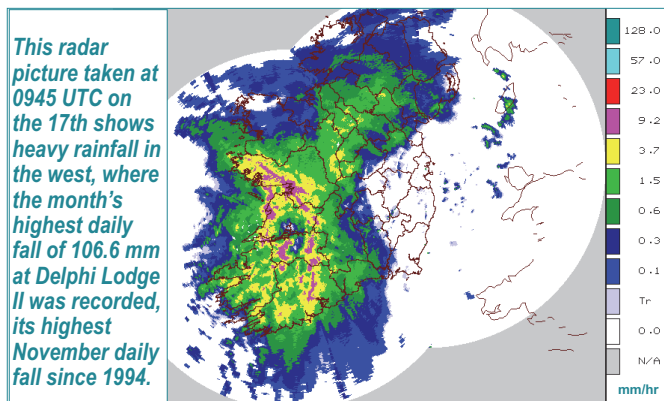 This radar
picture taken at
0945 UTC on
the 17th shows
heavy rainfall in
the west, where
the month's
highest daily
fall of 106.6 mm
at Delphi Lodge
II was recorded,
its highest
November daily
fall since 1994.
128.0
57.0
23.0
9.2
3.7
1.5
0.6
0.3
0.1
Tr
0.0
N/A
mm/hr